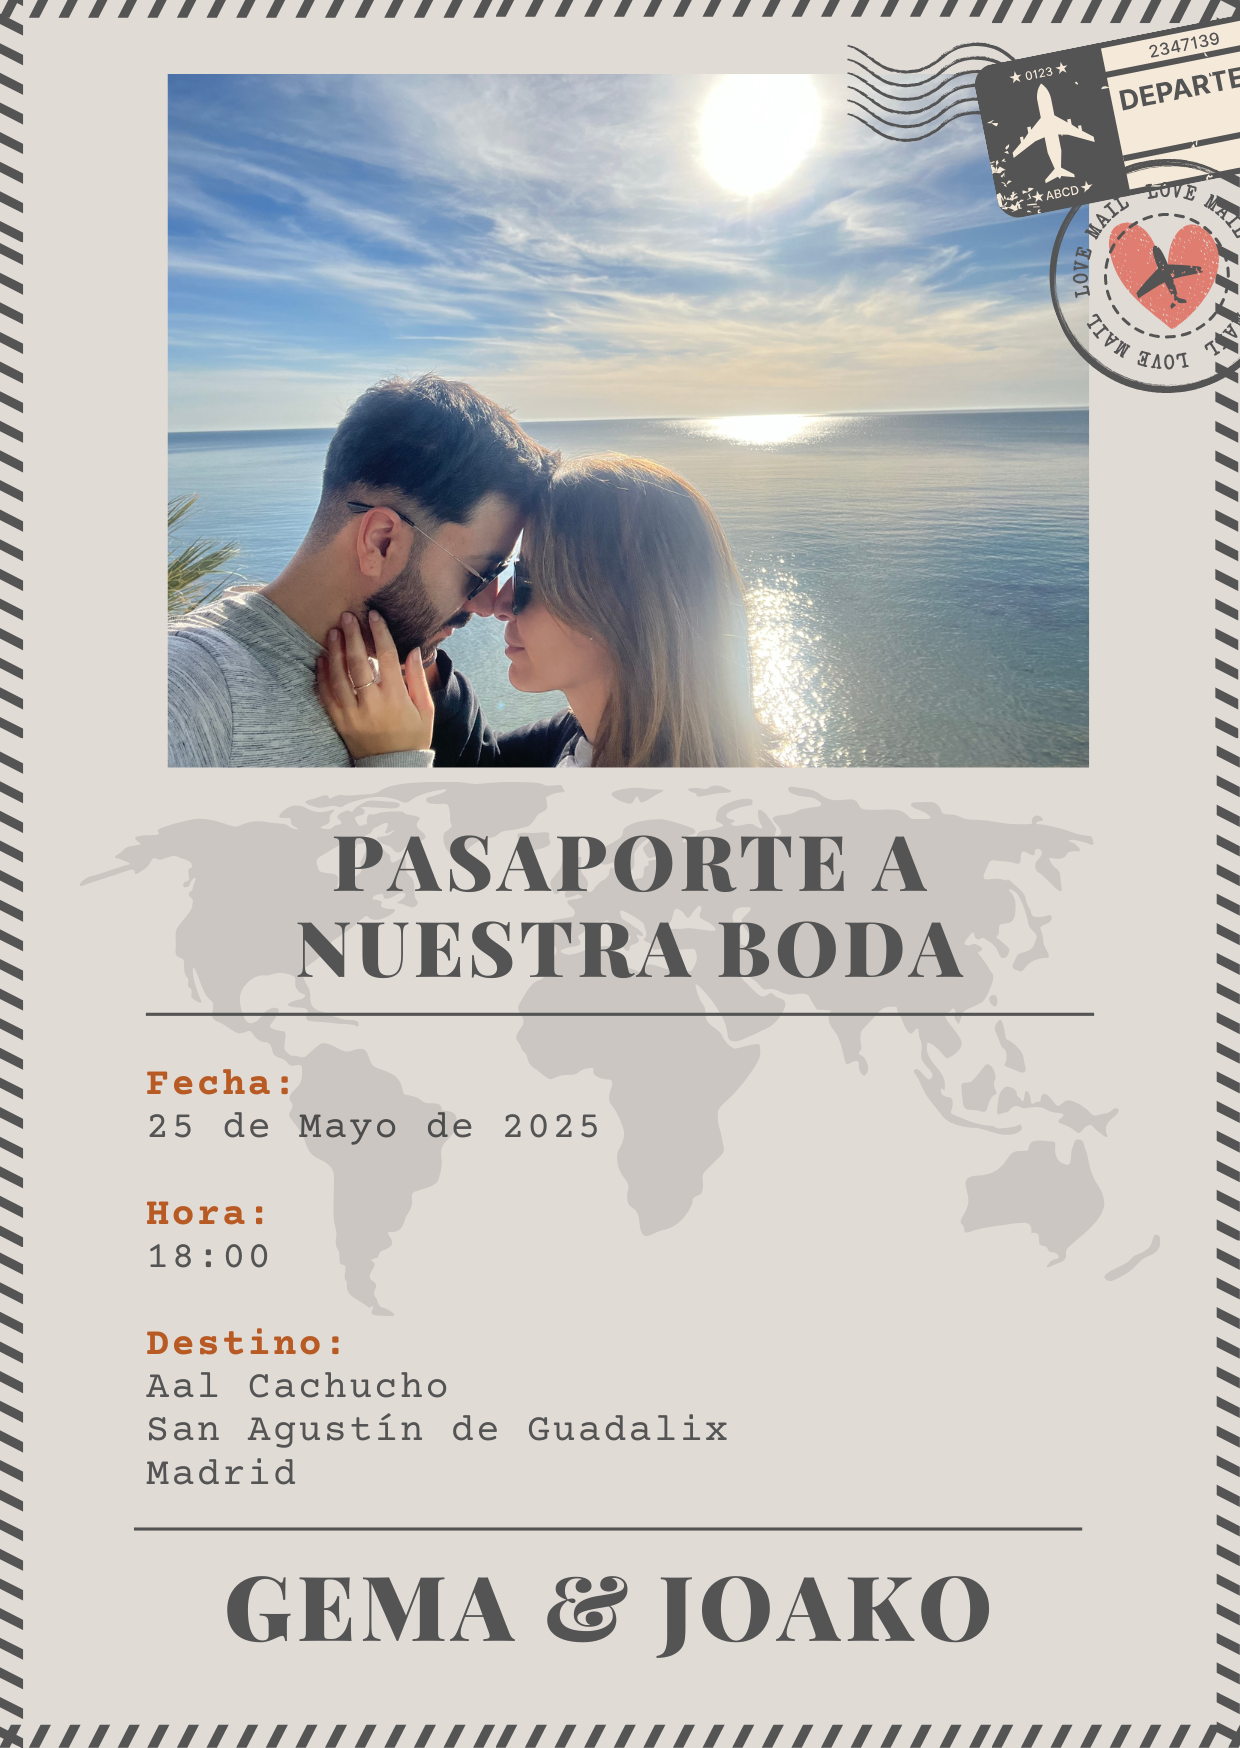 2347139
★ 0123 ★
DEPARTE
★ ABCD ★
LOVE MAIL LOVE MAIL LOVE MAIL
PASAPORTE A
NUESTRA BODA
Fecha:
25 de Mayo de 2025
Hora:
18:00
Destino:
Aal Cachucho
San Agustín de Guadalix
Madrid
GEMA & JOAKO